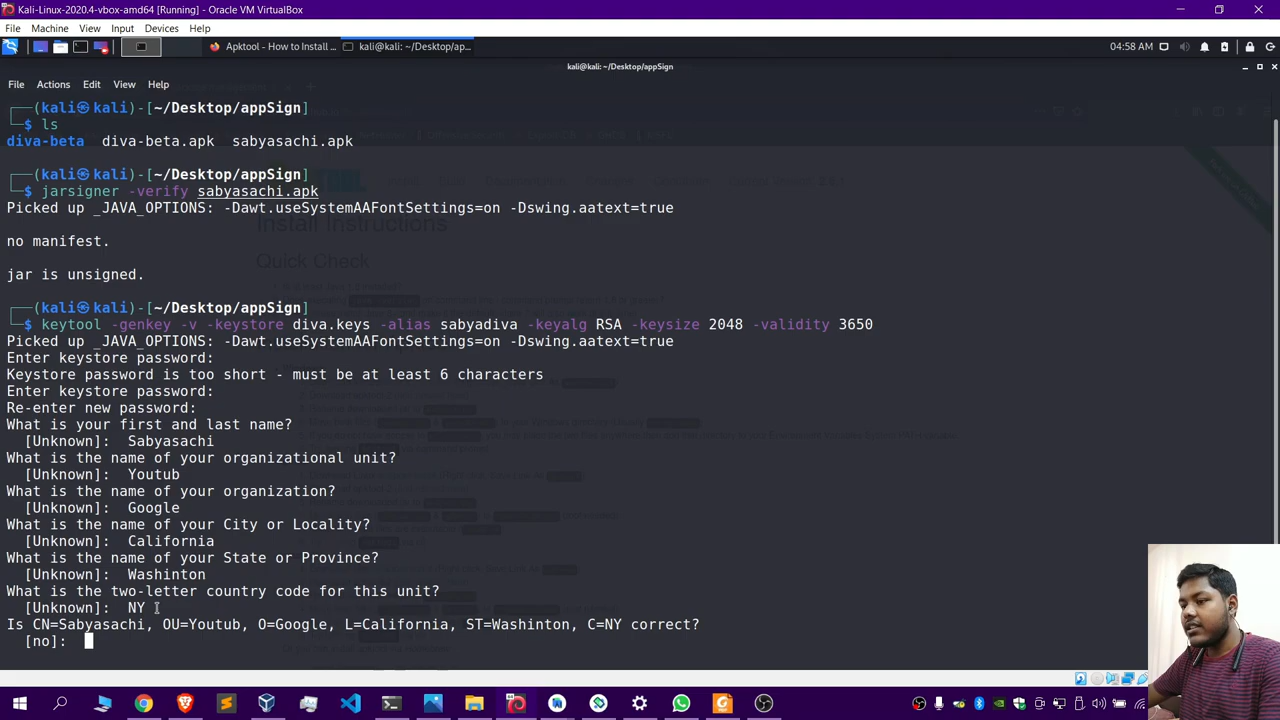 Kali-Linux-2020.4-vbox-amd64 [Running] - Oracle VM VirtualBox
File Machine View Input Devices Help
Apktool - How to Install ...
kali@kali: ~/Desktop/ap...
04:58 AM
kali@kali: ~/Desktop/appSign
File Actions Edit View Help
┌──(kali㉿kali)-[~/Desktop/appSign]
└─$ ls
diva-beta diva-beta.apk sabyasachi.apk
┌──(kali㉿kali)-[~/Desktop/appSign]
└─$ jarsigner -verify sabyasachi.apk
Picked up _JAVA_OPTIONS: -Dawt.useSystemAAFontSettings=on -Dswing.aatext=true
no manifest.
jar is unsigned.
┌──(kali㉿kali)-[~/Desktop/appSign]
└─$ keytool -genkey -v -keystore diva.keys -alias sabyadiva -keyalg RSA -keysize 2048 -validity 3650
Picked up _JAVA_OPTIONS: -Dawt.useSystemAAFontSettings=on -Dswing.aatext=true
Enter keystore password:
Keystore password is too short - must be at least 6 characters
Enter keystore password:
Re-enter new password:
What is your first and last name?
[Unknown]: Sabyasachi
What is the name of your organizational unit?
[Unknown]: Youtub
What is the name of your organization?
[Unknown]: Google
What is the name of your City or Locality?
[Unknown]: California
What is the name of your State or Province?
[Unknown]: Washinton
What is the two-letter country code for this unit?
[Unknown]: NY
Is CN=Sabyasachi, OU=Youtub, O=Google, L=California, ST=Washinton, C=NY correct?
[no]:
Install Instructions
Quick Check